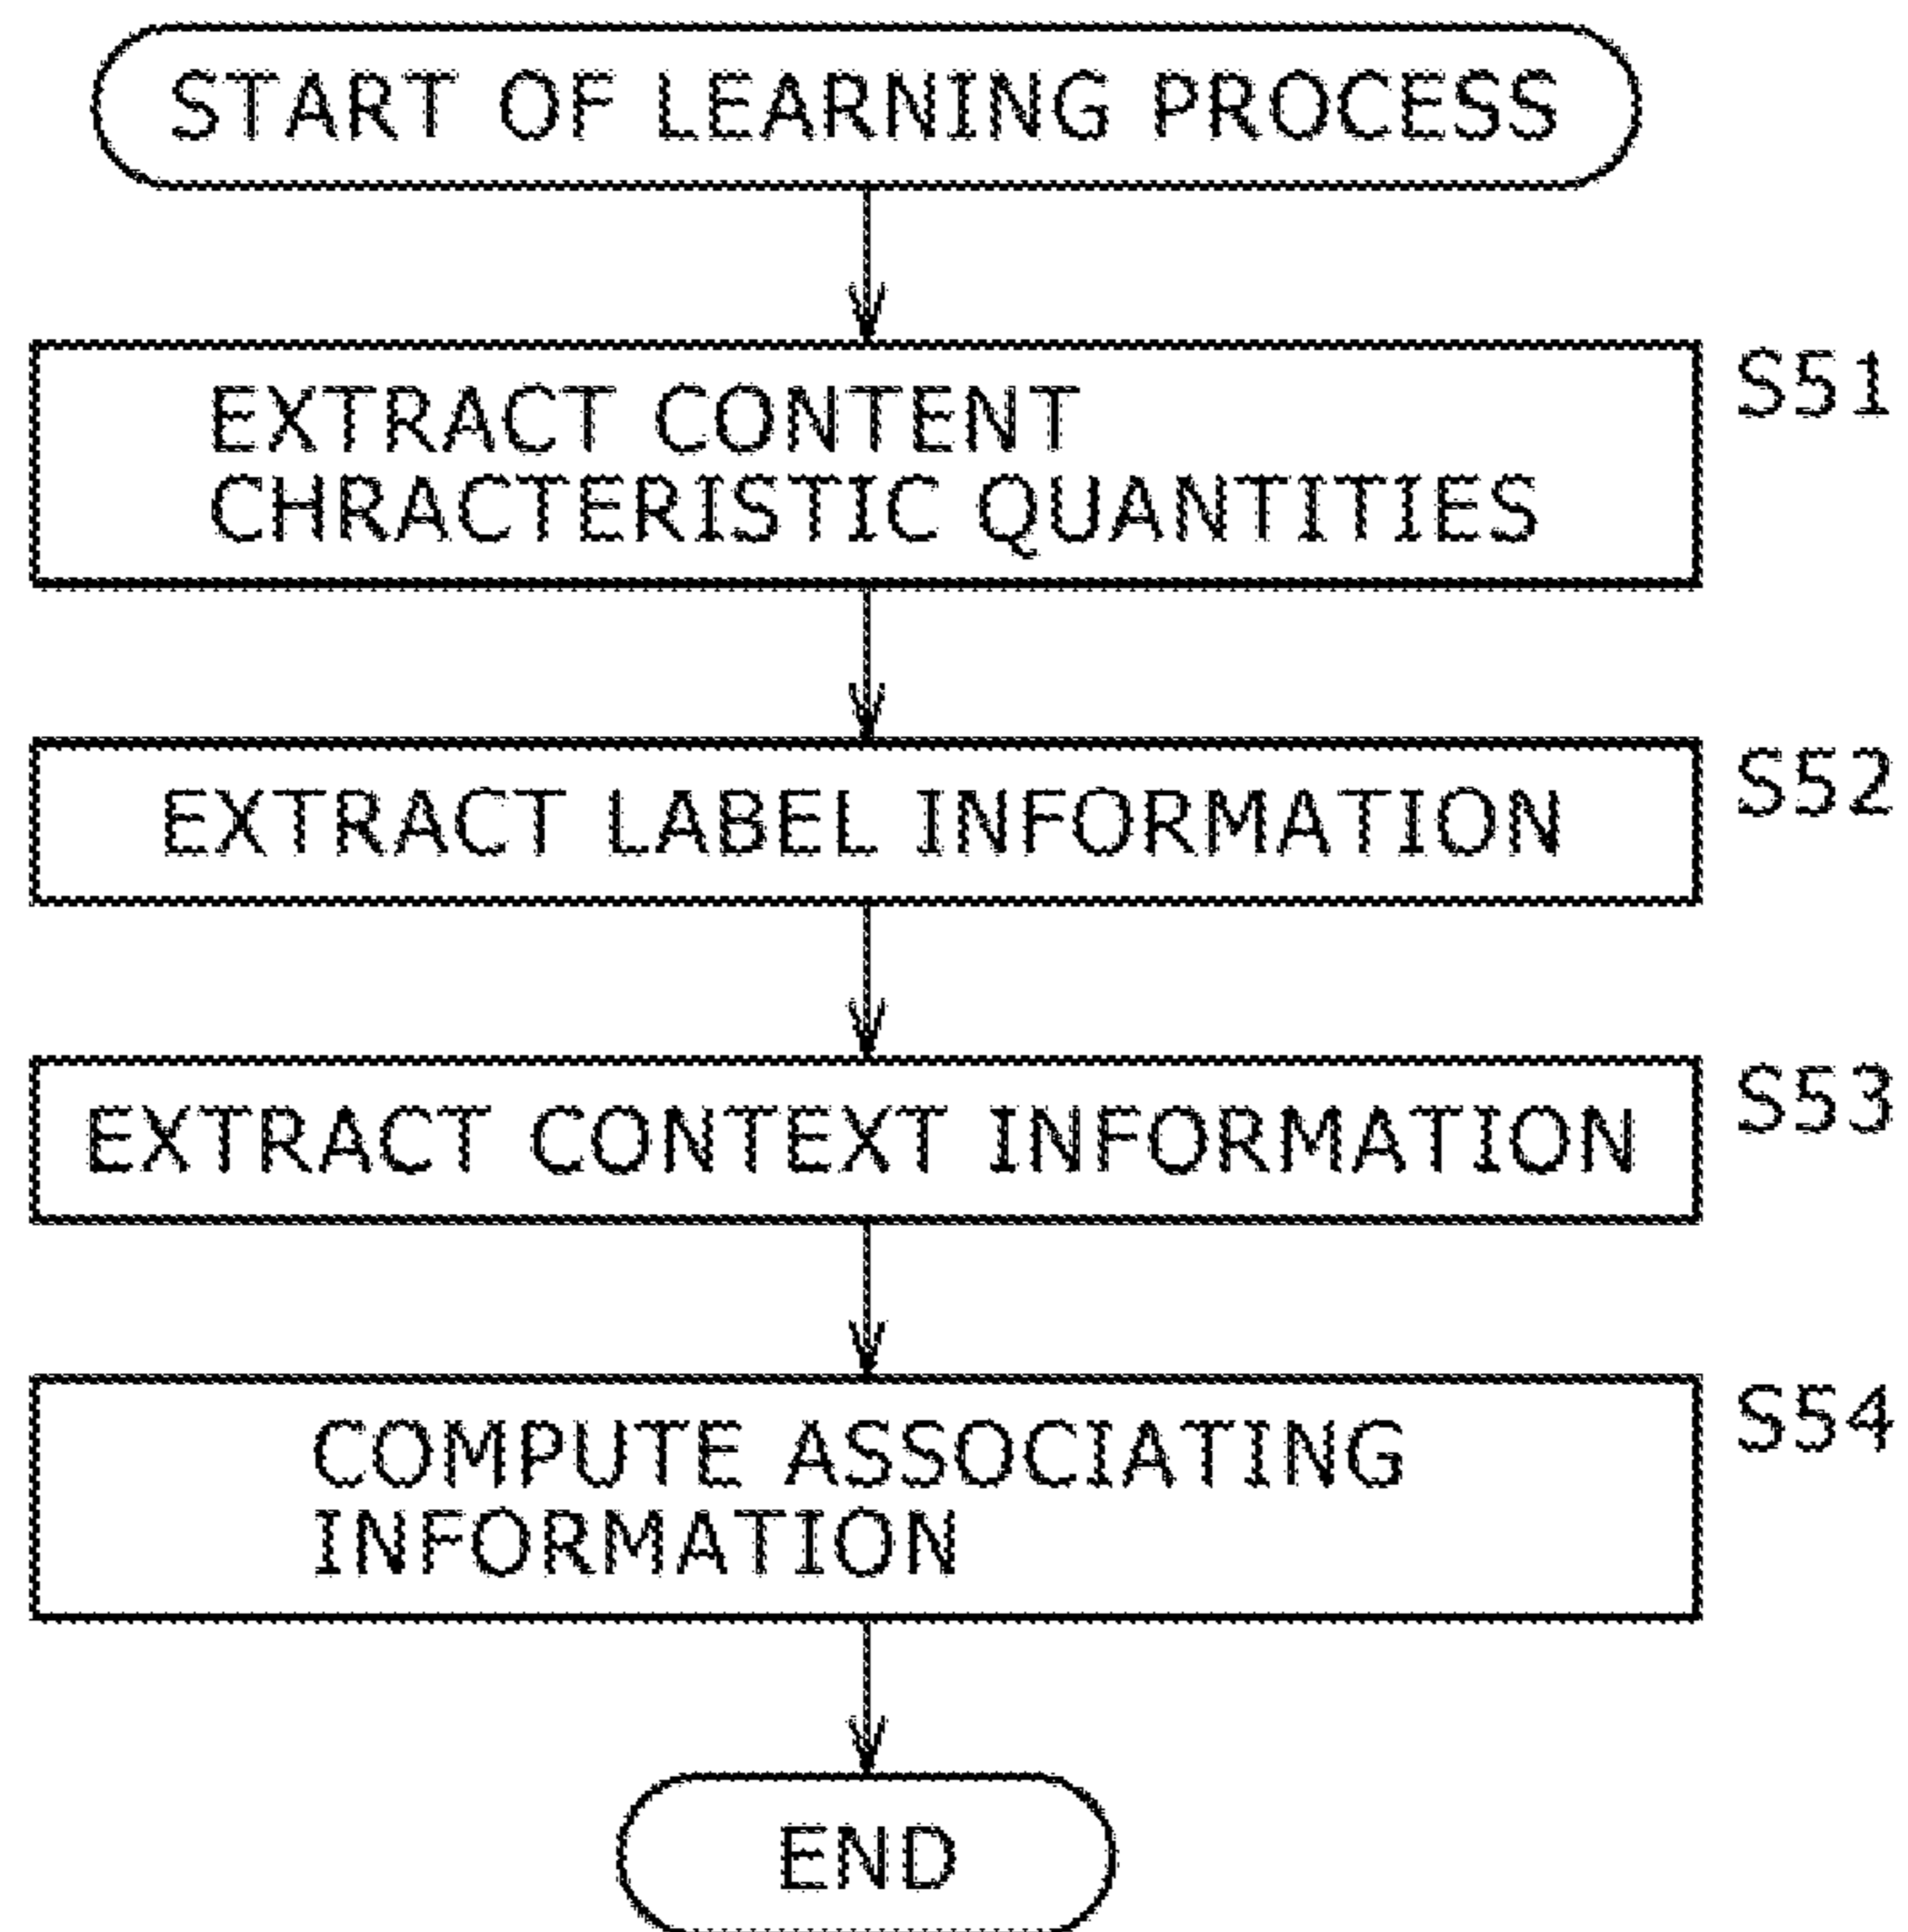 START OF LEARNING PROCESS
S51
EXTRACT CONTENT
CHRACTERISTIC QUANTITIES
S52
EXTRACT LABEL INFORMATION
S53
EXTRACT CONTEXT INFORMATION
S54
COMPUTE ASSOCIATING
INFORMATION
END